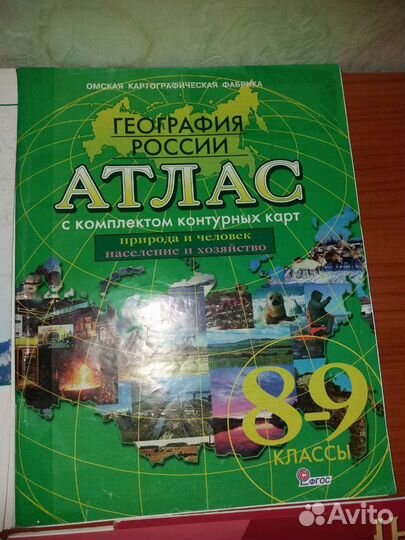 ОМСКАЯ КАРТОГРАФИЧЕСКАЯ ФАБРИКА
ГЕОГРАФИЯ
РОССИИ
АТЛАС
с комплектом контурных карт
природа и человек
население и хозяйство
8-9
КЛАССЫ
ФГОС
Avito